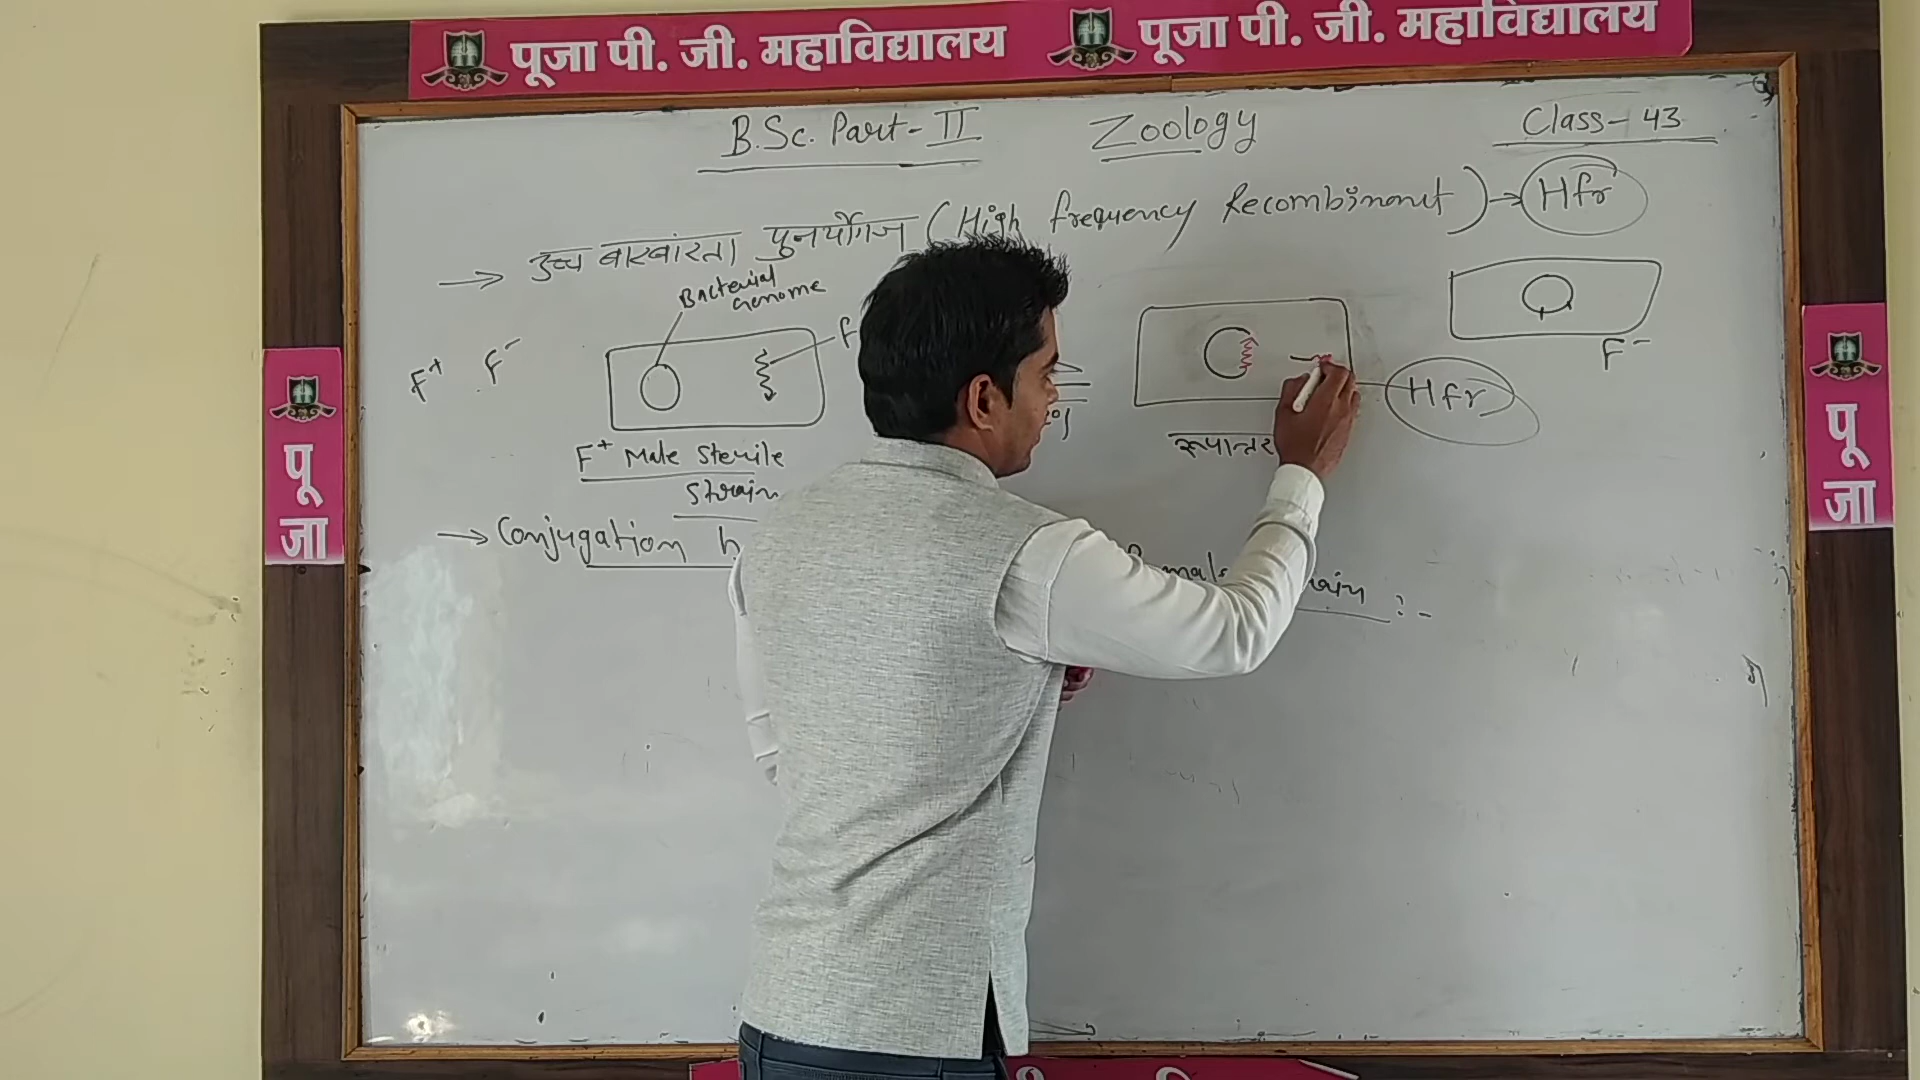 पूजा पी. जी. महाविद्यालय पूजा पी. जी. महाविद्यालय
B.Sc. Part-II Zoology Class-43
→ उच्च बारबांरता पुनर्योगज (High frequency Recombinant) → Hfr
Bacterial
Genome
F+ F-
f
F-
Hfr
F+ Male Sterile
Strain
रूपान्तर
→ Conjugation :-
पूजा
पूजा